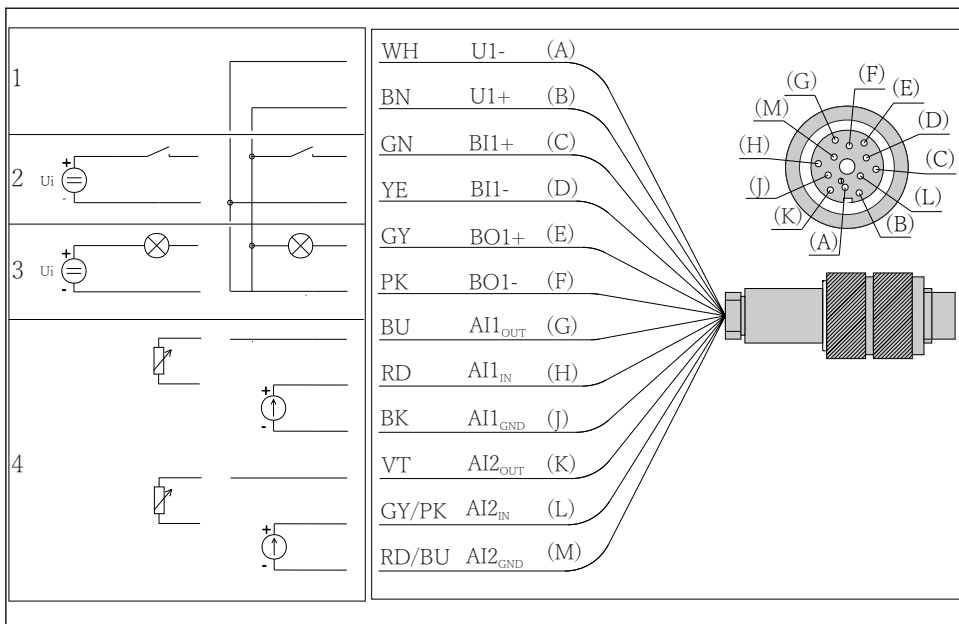 1
2
+
Ui
-
3
+
Ui
-
4
+
-
+
-
WH U1- (A)
BN U1+ (B)
GN BI1+ (C)
YE BI1- (D)
GY BO1+ (E)
PK BO1- (F)
BU AI1OUT (G)
RD AI1IN (H)
BK AI1GND (J)
VT AI2OUT (K)
GY/PK AI2IN (L)
RD/BU AI2GND (M)
(F)
(G) (E)
(M) (D)
(H) (C)
(J) (L)
(K) (B)
(A)